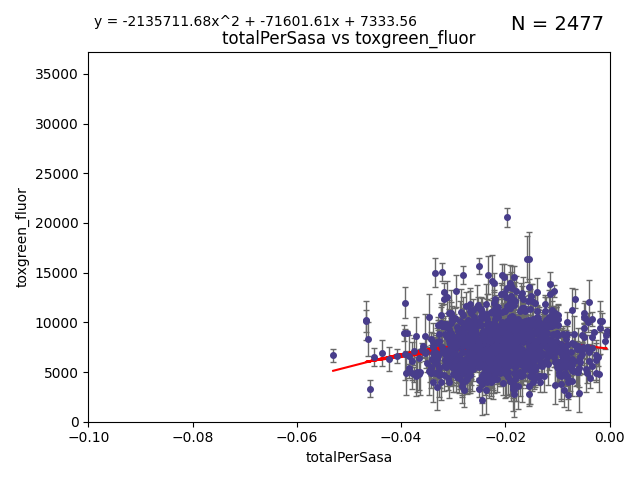 y = -2135711.68x^2 + -71601.61x + 7333.56
N = 2477
totalPerSasa vs toxgreen_fluor
35000
30000
25000
20000
15000
10000
5000
0
toxgreen_fluor
−0.10
−0.08
−0.06
−0.04
−0.02
0.00
totalPerSasa